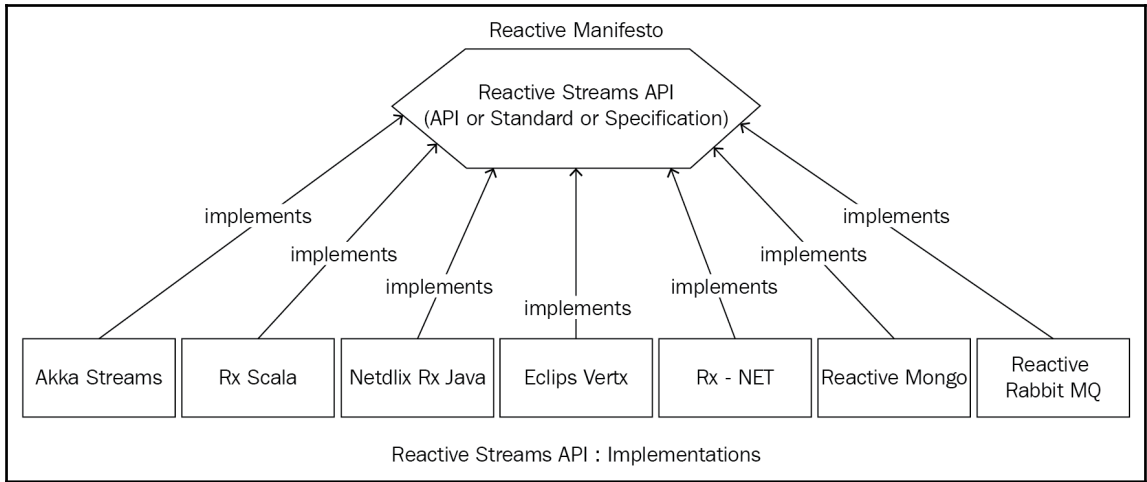 Reactive Manifesto
Reactive Streams API
(API or Standard or Specification)
implements
implements
implements
implements
implements
implements
implements
Akka Streams
Rx Scala
Netdlix Rx Java
Eclips Vertx
Rx - NET
Reactive Mongo
Reactive
Rabbit MQ
Reactive Streams API : Implementations